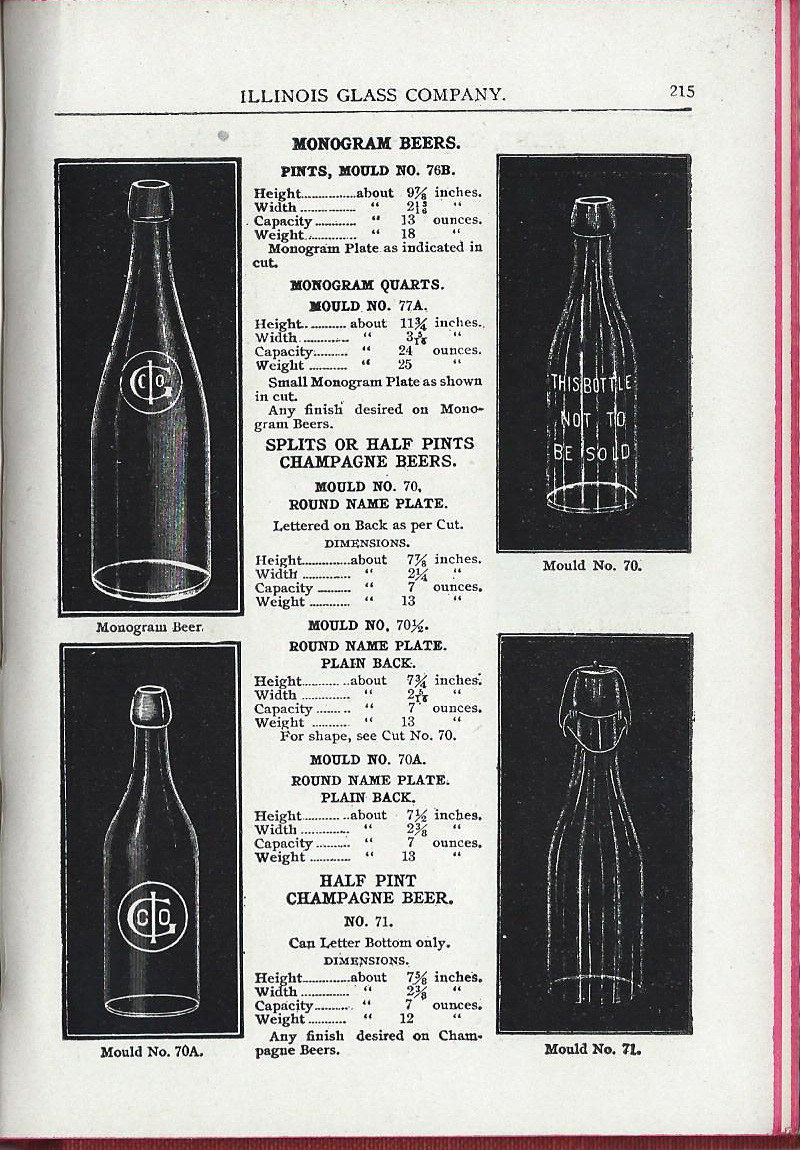 ILLINOIS GLASS COMPANY.
215
MONOGRAM BEERS.
PINTS, MOULD NO. 76B.
Height................about 9⅞ inches.
Width ................ “ 2 13/16 “
Capacity............ “ 13 ounces.
Weight.............. “ 18 “
Monogram Plate as indicated in
cut.
MONOGRAM QUARTS.
MOULD NO. 77A.
Height............ about 11¾ inches.
Width .............. “ “
Capacity.......... “ 24 ounces.
Weight ............ “ 25 “
Small Monogram Plate as shown
in cut.
Any finish desired on Mono-
gram Beers.
SPLITS OR HALF PINTS
CHAMPAGNE BEERS.
MOULD NO. 70,
ROUND NAME PLATE.
Lettered on Back as per Cut.
DIMENSIONS.
Height..............about 7⅞ inches.
Width .............. “ 2¼ “
Capacity .......... “ 7 ounces.
Weight ............ “ 13 “
MOULD NO. 70½.
ROUND NAME PLATE.
PLAIN BACK.
Height............about 7¾ inches.
Width .............. “ “
Capacity .......... “ 7 ounces.
Weight ............ “ 13 “
For shape, see Cut No. 70.
MOULD NO. 70A.
ROUND NAME PLATE.
PLAIN BACK.
Height............about 7½ inches.
Width .............. “ 2⅜ “
Capacity .......... “ 7 ounces.
Weight ............ “ 13 “
HALF PINT
CHAMPAGNE BEER.
NO. 71.
Can Letter Bottom only.
DIMENSIONS.
Height..............about 7⅝ inches.
Width .............. “ 2⅜ “
Capacity........... “ 7 ounces.
Weight ........... “ 12 “
Any finish desired on Cham-
pagne Beers.
Monogram Beer.
Mould No. 70A.
THIS BOTTLE
NOT TO
BE SOLD
Mould No. 70.
Mould No. 71.